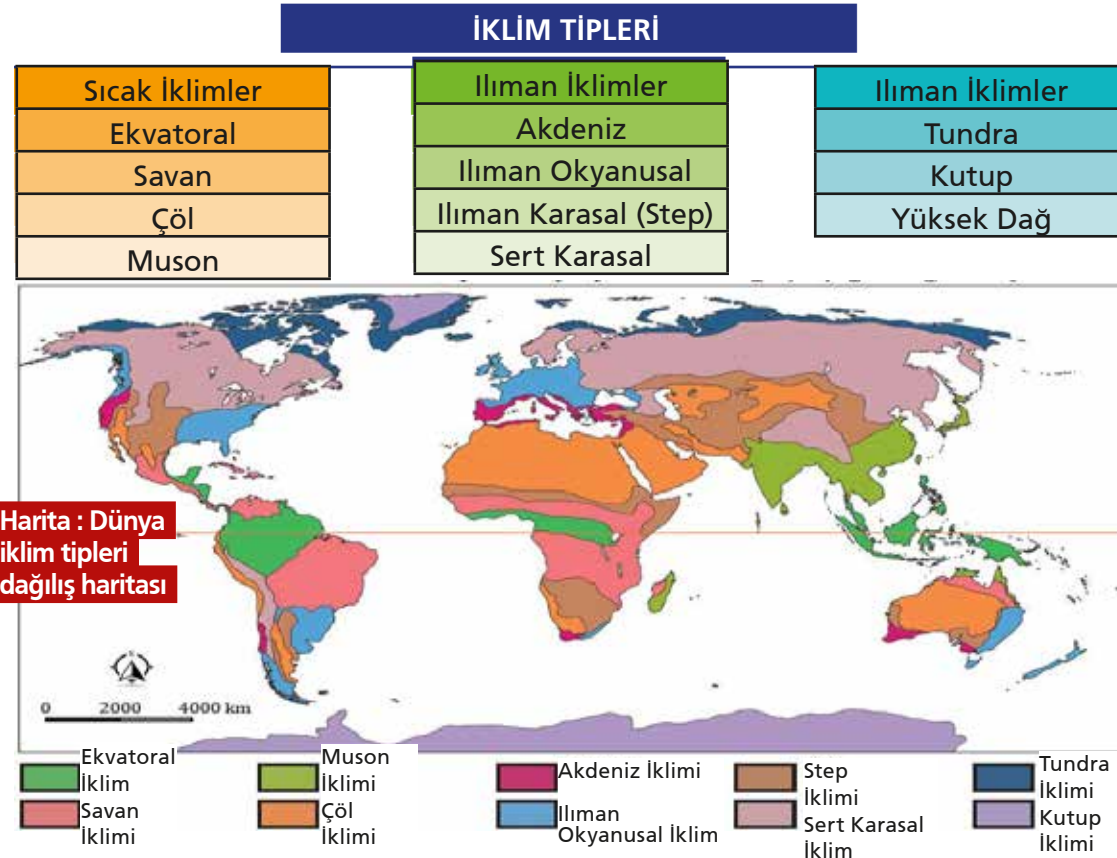 İKLİM TİPLERİ
Sıcak İklimler
Ekvatoral
Savan
Çöl
Muson
Ilıman İklimler
Akdeniz
Ilıman Okyanusal
Ilıman Karasal (Step)
Sert Karasal
Ilıman İklimler
Tundra
Kutup
Yüksek Dağ
Harita : Dünya
iklim tipleri
dağılış haritası
0 2000 4000 km
Ekvatoral
İklim
Savan
İklimi
Muson
İklimi
Çöl
İklimi
Akdeniz İklimi
Ilıman
Okyanusal İklim
Step
İklimi
Sert Karasal
İklim
Tundra
İklimi
Kutup
İklimi